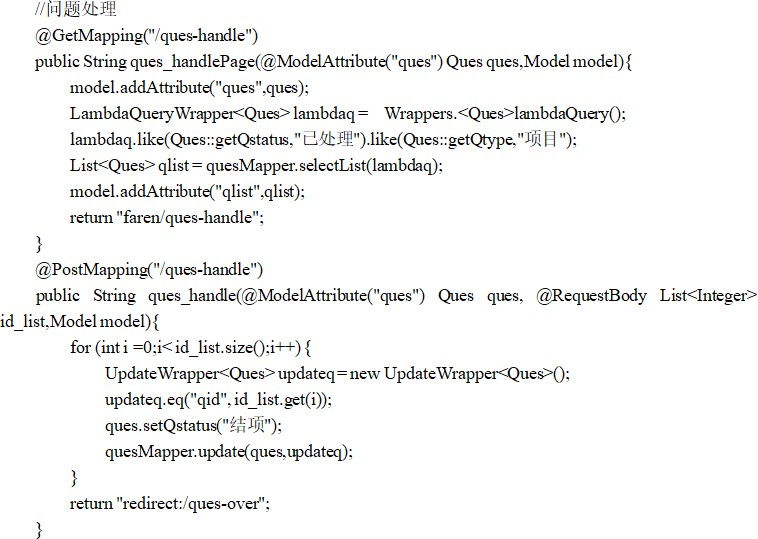 //问题处理
@GetMapping("/ques-handle")
public String ques_handlePage(@ModelAttribute("ques") Ques ques,Model model){
model.addAttribute("ques",ques);
LambdaQueryWrapper<Ques> lambdaq = Wrappers.<Ques>lambdaQuery();
lambdaq.like(Ques::getQstatus,"已处理").like(Ques::getQtype,"项目");
List<Ques> qlist = quesMapper.selectList(lambdaq);
model.addAttribute("qlist",qlist);
return "faren/ques-handle";
}
@PostMapping("/ques-handle")
public String ques_handle(@ModelAttribute("ques") Ques ques, @RequestBody List<Integer>
id_list,Model model){
for (int i =0;i< id_list.size();i++) {
UpdateWrapper<Ques> updateq = new UpdateWrapper<Ques>();
updateq.eq("qid", id_list.get(i));
ques.setQstatus("结项");
quesMapper.update(ques,updateq);
}
return "redirect:/ques-over";
}